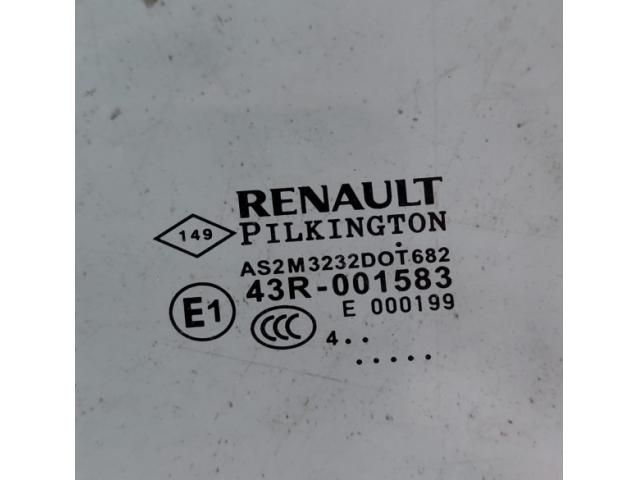 RENAULT
149
PILKINGTON
AS2M3232DOT682
43R-001583
E1
E 000199
CCC
4..
.....